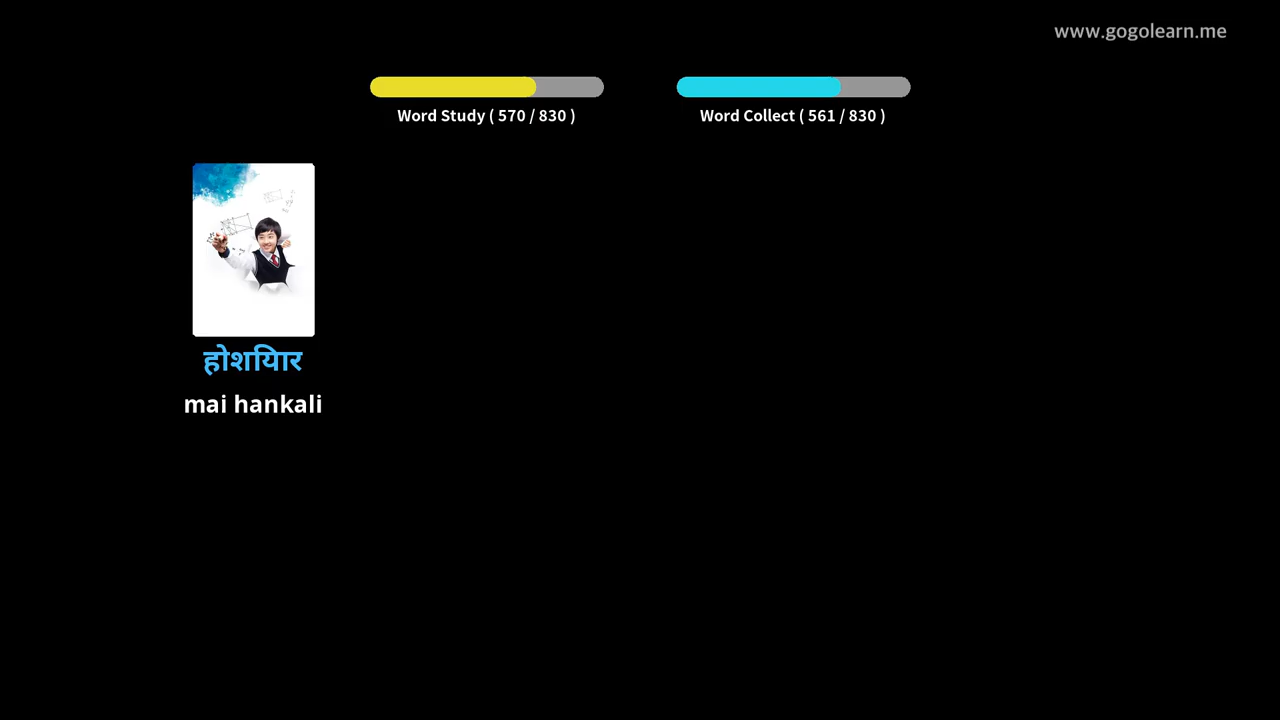 www.gogolearn.me
Word Study ( 570 / 830 )
Word Collect ( 561 / 830 )
होशियार
mai hankali